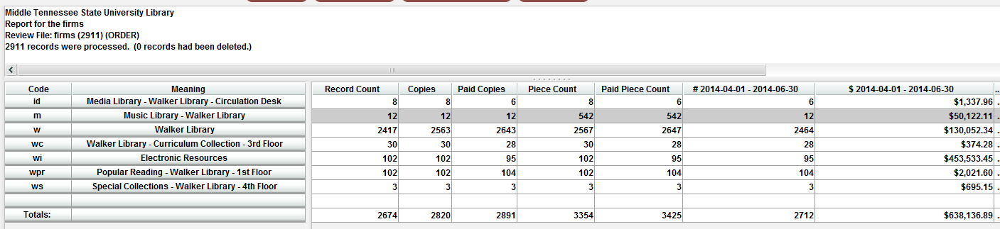 Middle Tennessee State University Library
Report for the firms
Review File: firms (2911) (ORDER)
2911 records were processed. (0 records had been deleted.)
Code Meaning Record Count Copies Paid Copies Piece Count Paid Piece Count # 2014-04-01 - 2014-06-30 $ 2014-04-01 - 2014-06-30 ..
id Media Library - Walker Library - Circulation Desk 8 8 6 8 6 6 $1,337.96 ..
m Music Library - Walker Library 12 12 12 542 542 12 $50,122.11 ..
w Walker Library 2417 2563 2643 2567 2647 2464 $130,052.34 ..
wc Walker Library - Curriculum Collection - 3rd Floor 30 30 28 30 28 28 $374.28 ..
wi Electronic Resources 102 102 95 102 95 95 $453,533.45 ..
wpr Popular Reading - Walker Library - 1st Floor 102 102 104 102 104 104 $2,021.60 ..
ws Special Collections - Walker Library - 4th Floor 3 3 3 3 3 3 $695.15 ..
Totals: 2674 2820 2891 3354 3425 2712 $638,136.89 ..